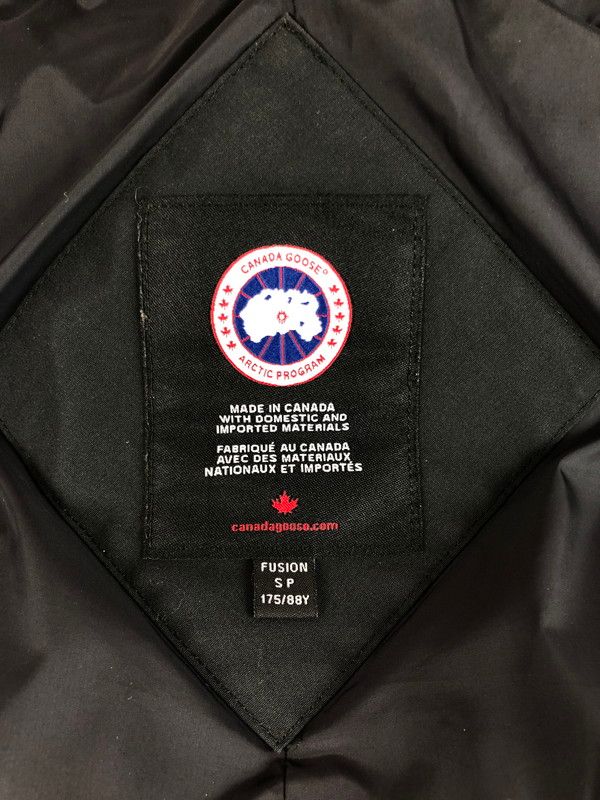 CANADA GOOSE®
ARCTIC PROGRAM
MADE IN CANADA
WITH DOMESTIC AND
IMPORTED MATERIALS
FABRIQUÉ AU CANADA
AVEC DES MATERIAUX
NATIONAUX ET IMPORTÉS
canadagoose.com
FUSION
S P
175/88Y